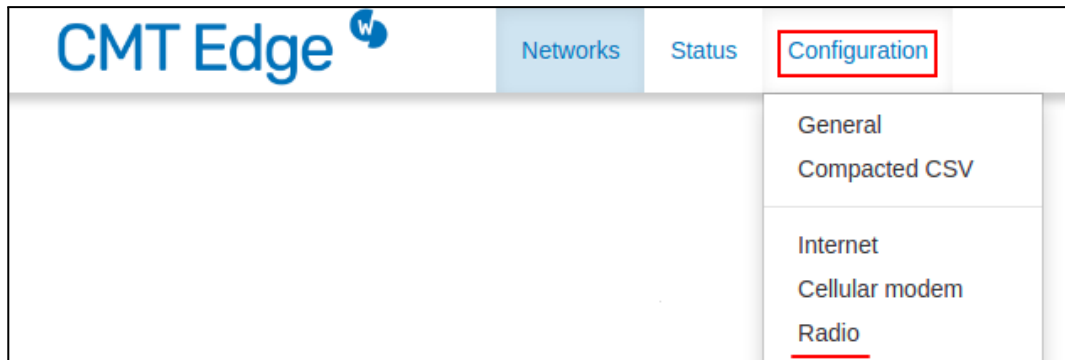 CMT Edge W
Networks Status Configuration
General
Compacted CSV
Internet
Cellular modem
Radio